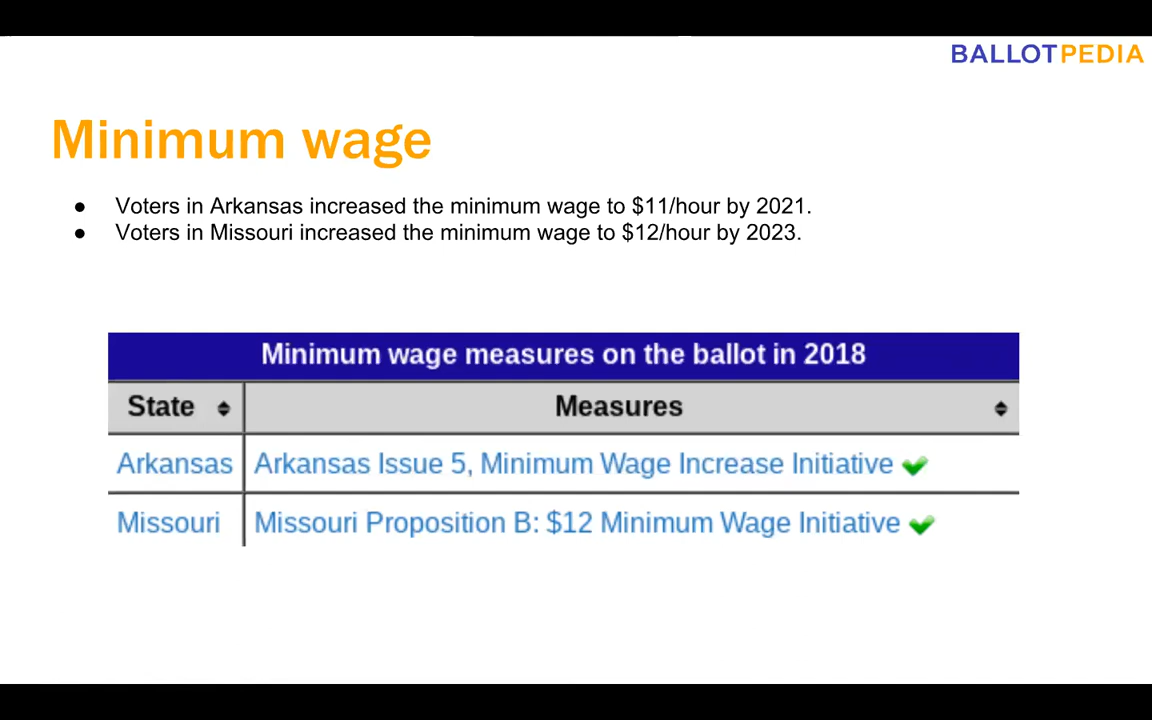 BALLOTPEDIA
Minimum wage
● Voters in Arkansas increased the minimum wage to $11/hour by 2021.
● Voters in Missouri increased the minimum wage to $12/hour by 2023.
Minimum wage measures on the ballot in 2018
State Measures
Arkansas Arkansas Issue 5, Minimum Wage Increase Initiative
Missouri Missouri Proposition B: $12 Minimum Wage Initiative